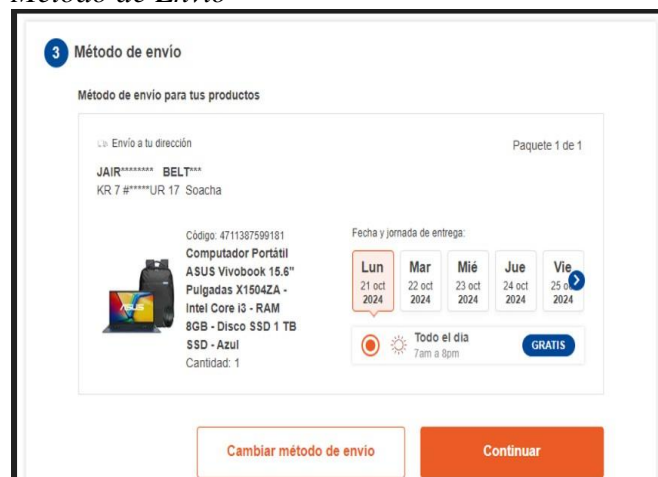 Método de Envío
3 Método de envío
Método de envío para tus productos
Envío a tu dirección
Paquete 1 de 1
JAIR******** BELT***
KR 7 #*****UR 17 Soacha
Código: 4711387599181
Computador Portátil
ASUS Vivobook 15.6"
Pulgadas X1504ZA -
Intel Core i3 - RAM
8GB - Disco SSD 1 TB
SSD - Azul
Cantidad: 1
Fecha y jornada de entrega:
Lun Mar Mié Jue Vie
21 oct 22 oct 23 oct 24 oct 25
2024 2024 2024 2024 2024
Todo el día
7am a 8pm
GRATIS
Cambiar método de envío
Continuar